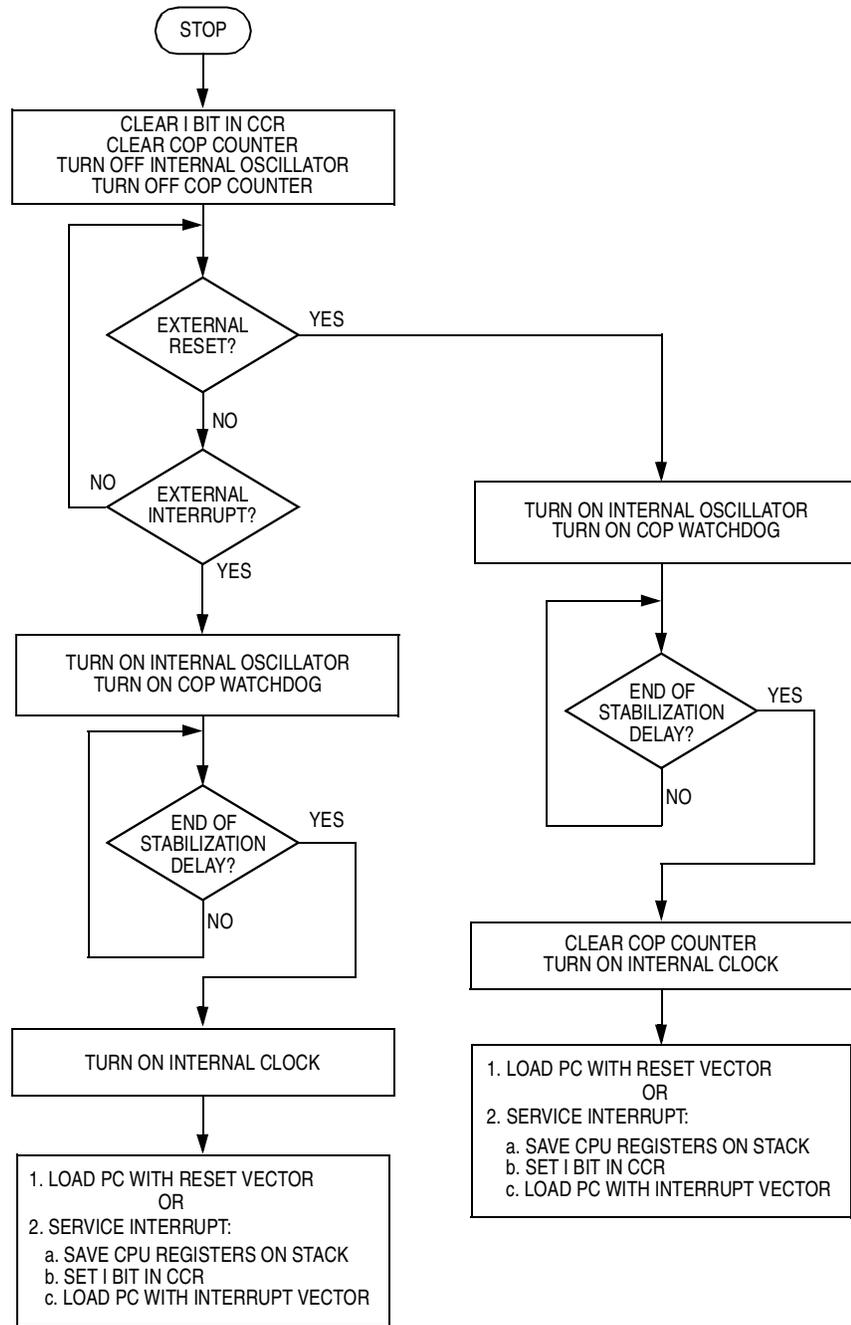 STOP
CLEAR I BIT IN CCR
CLEAR COP COUNTER
TURN OFF INTERNAL OSCILLATOR
TURN OFF COP COUNTER
EXTERNAL
RESET?
YES
NO
EXTERNAL
INTERRUPT?
NO
YES
TURN ON INTERNAL OSCILLATOR
TURN ON COP WATCHDOG
END OF
STABILIZATION
DELAY?
YES
NO
TURN ON INTERNAL CLOCK
1. LOAD PC WITH RESET VECTOR
OR
2. SERVICE INTERRUPT:
a. SAVE CPU REGISTERS ON STACK
b. SET I BIT IN CCR
c. LOAD PC WITH INTERRUPT VECTOR
TURN ON INTERNAL OSCILLATOR
TURN ON COP WATCHDOG
END OF
STABILIZATION
DELAY?
YES
NO
CLEAR COP COUNTER
TURN ON INTERNAL CLOCK
1. LOAD PC WITH RESET VECTOR
OR
2. SERVICE INTERRUPT:
a. SAVE CPU REGISTERS ON STACK
b. SET I BIT IN CCR
c. LOAD PC WITH INTERRUPT VECTOR